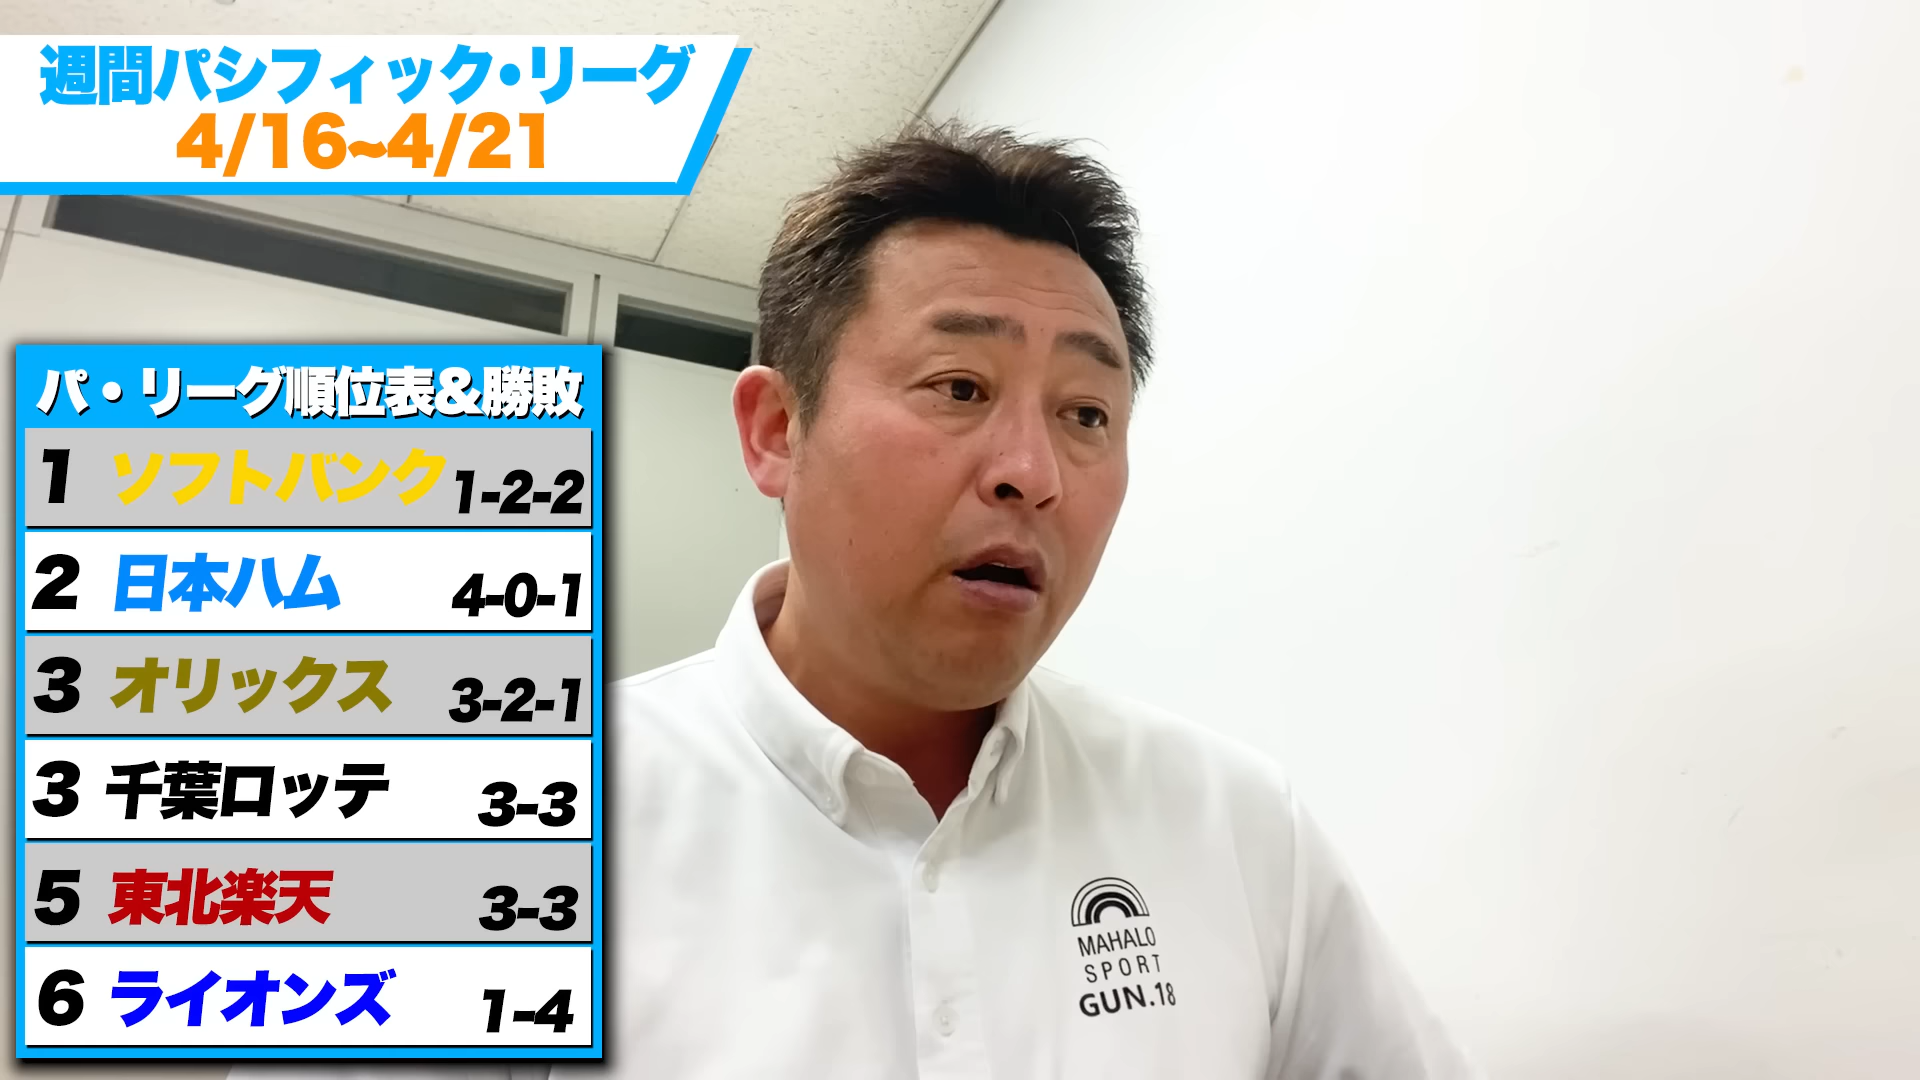 週間パシフィック・リーグ
4/16~4/21
パ・リーグ順位表&勝敗
1 ソフトバンク 1-2-2
2 日本ハム 4-0-1
3 オリックス 3-2-1
3 千葉ロッテ 3-3
5 東北楽天 3-3
6 ライオンズ 1-4
MAHALO
SPORT
GUN.18